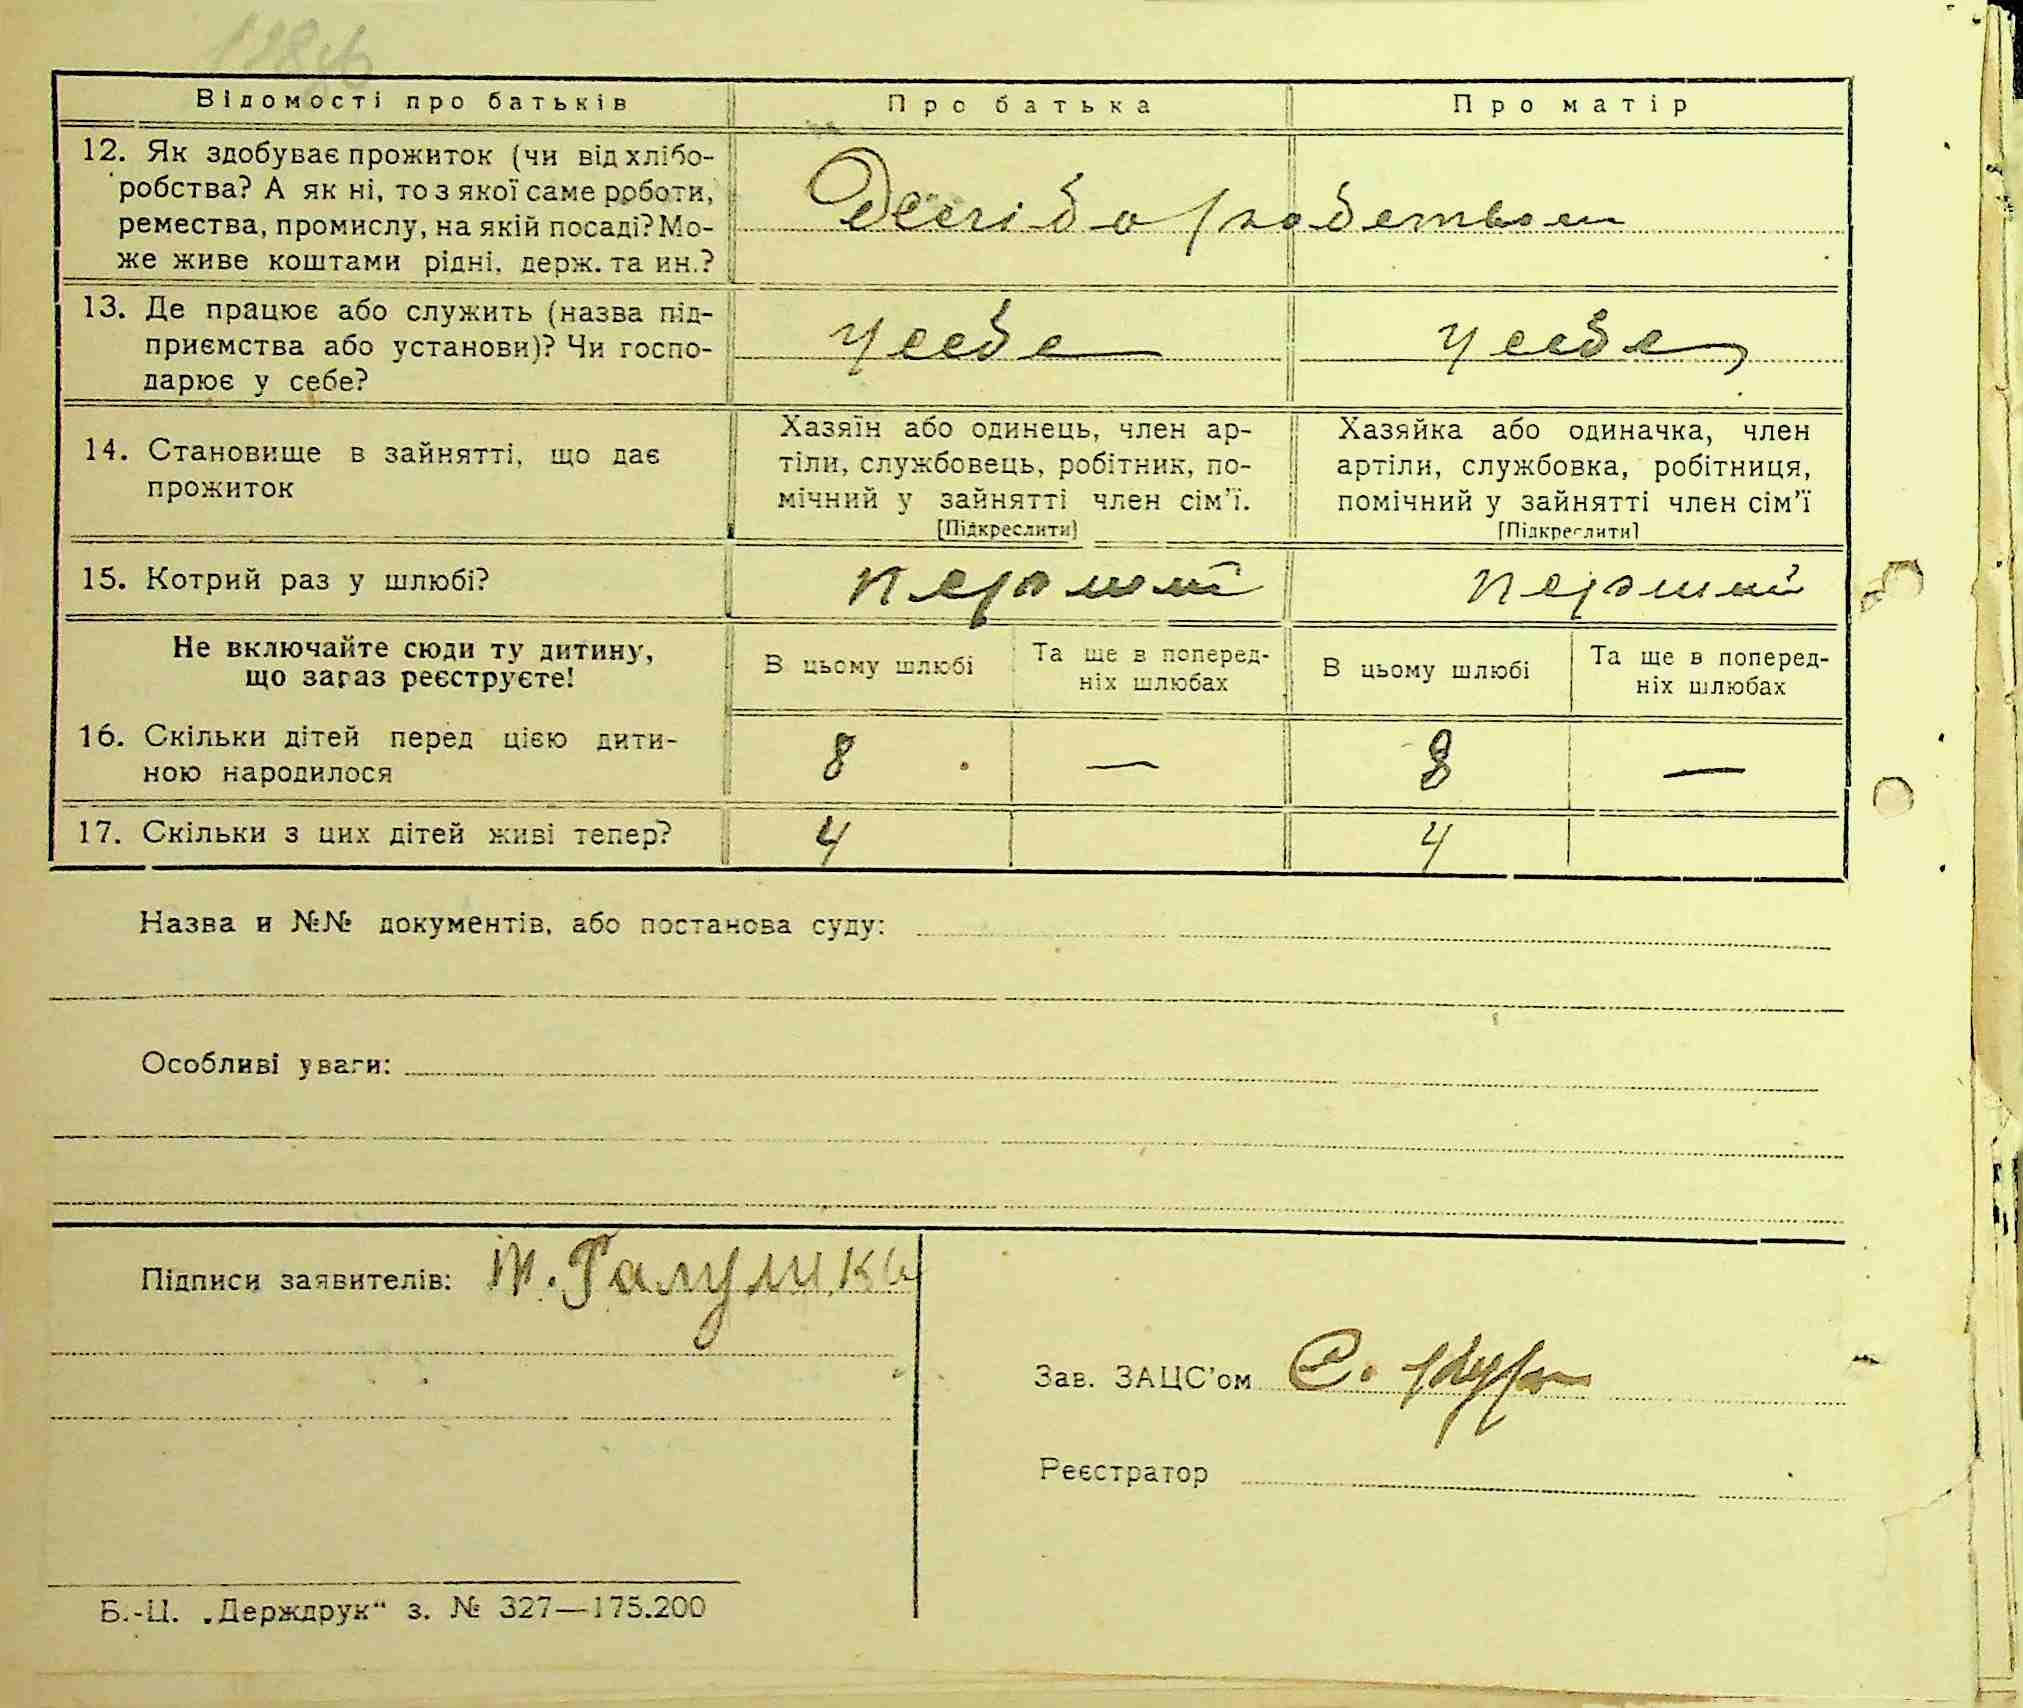 Відомості про батьків
Про батька
Про матір
12. Як здобуває прожиток (чи від хлібо-
робства? А як ні, то з якої саме роботи,
ремества, промислу, на якій посаді? Мо-
же живе коштами рідні, держ. та ин.?
Хлібо робством
13. Де працює або служить (назва під-
приємства або установи)? Чи госпо-
дарює у себе?
у себе
у себе
14. Становище в зайнятті, що дає
прожиток
Хазяїн або одинець, член ар-
тіли, службовець, робітник, по-
мічний у зайнятті член сім'ї.
[Підкреслити]
Хазяйка або одиначка, член
артіли, службовка, робітниця,
помічний у зайнятті член сім'ї
[Підкреслити]
15. Котрий раз у шлюбі?
перший
перший
Не включайте сюди ту дитину,
що зараз реєструєте!
В цьому шлюбі
Та ще в поперед-
ніх шлюбах
В цьому шлюбі
Та ще в поперед-
ніх шлюбах
16. Скільки дітей перед цією дити-
ною народилося
8 — 8 —
17. Скільки з цих дітей живі тепер?
4 4
Назва и №№ документів, або постанова суду:
Особливі уваги:
Підписи заявителів:
Зав. ЗАЦС'ом С.
Реєстратор
Б.-Ц. „Держдрук“ з. № 327—175.200